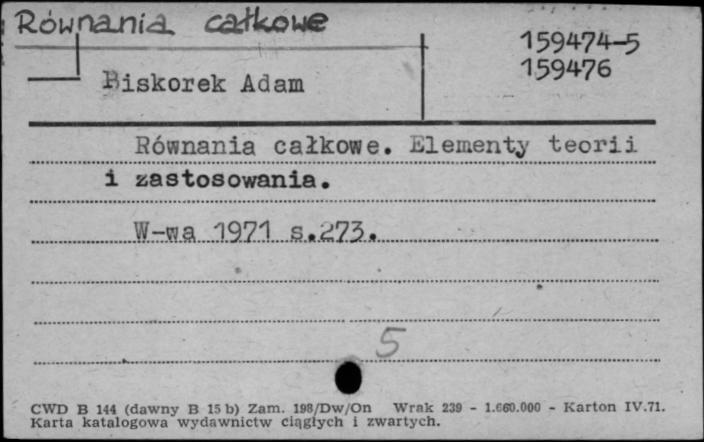 Równania całkowe
159474-5
159476
Biskorek Adam
Równania całkowe. Elementy teorii
i zastosowania.
W-wa 1971 s.273.
5
CWD B 144 (dawny B 15 b) Zam. 198/Dw/On Wrak 239 - 1.660.000 - Karton IV.71.
Karta katalogowa wydawnictw ciągłych i zwartych.